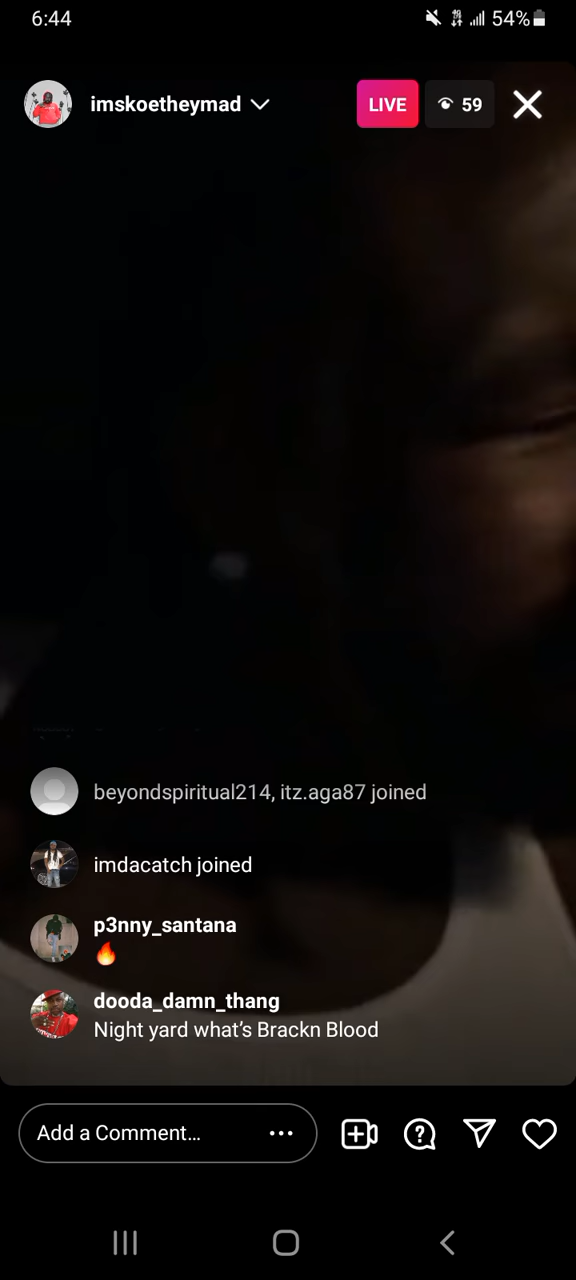 6:44
54%
imskoetheymad
LIVE
59
beyondspiritual214, itz.aga87 joined
imdacatch joined
p3nny_santana
🔥
dooda_damn_thang
Night yard what's Brackn Blood
Add a Comment...